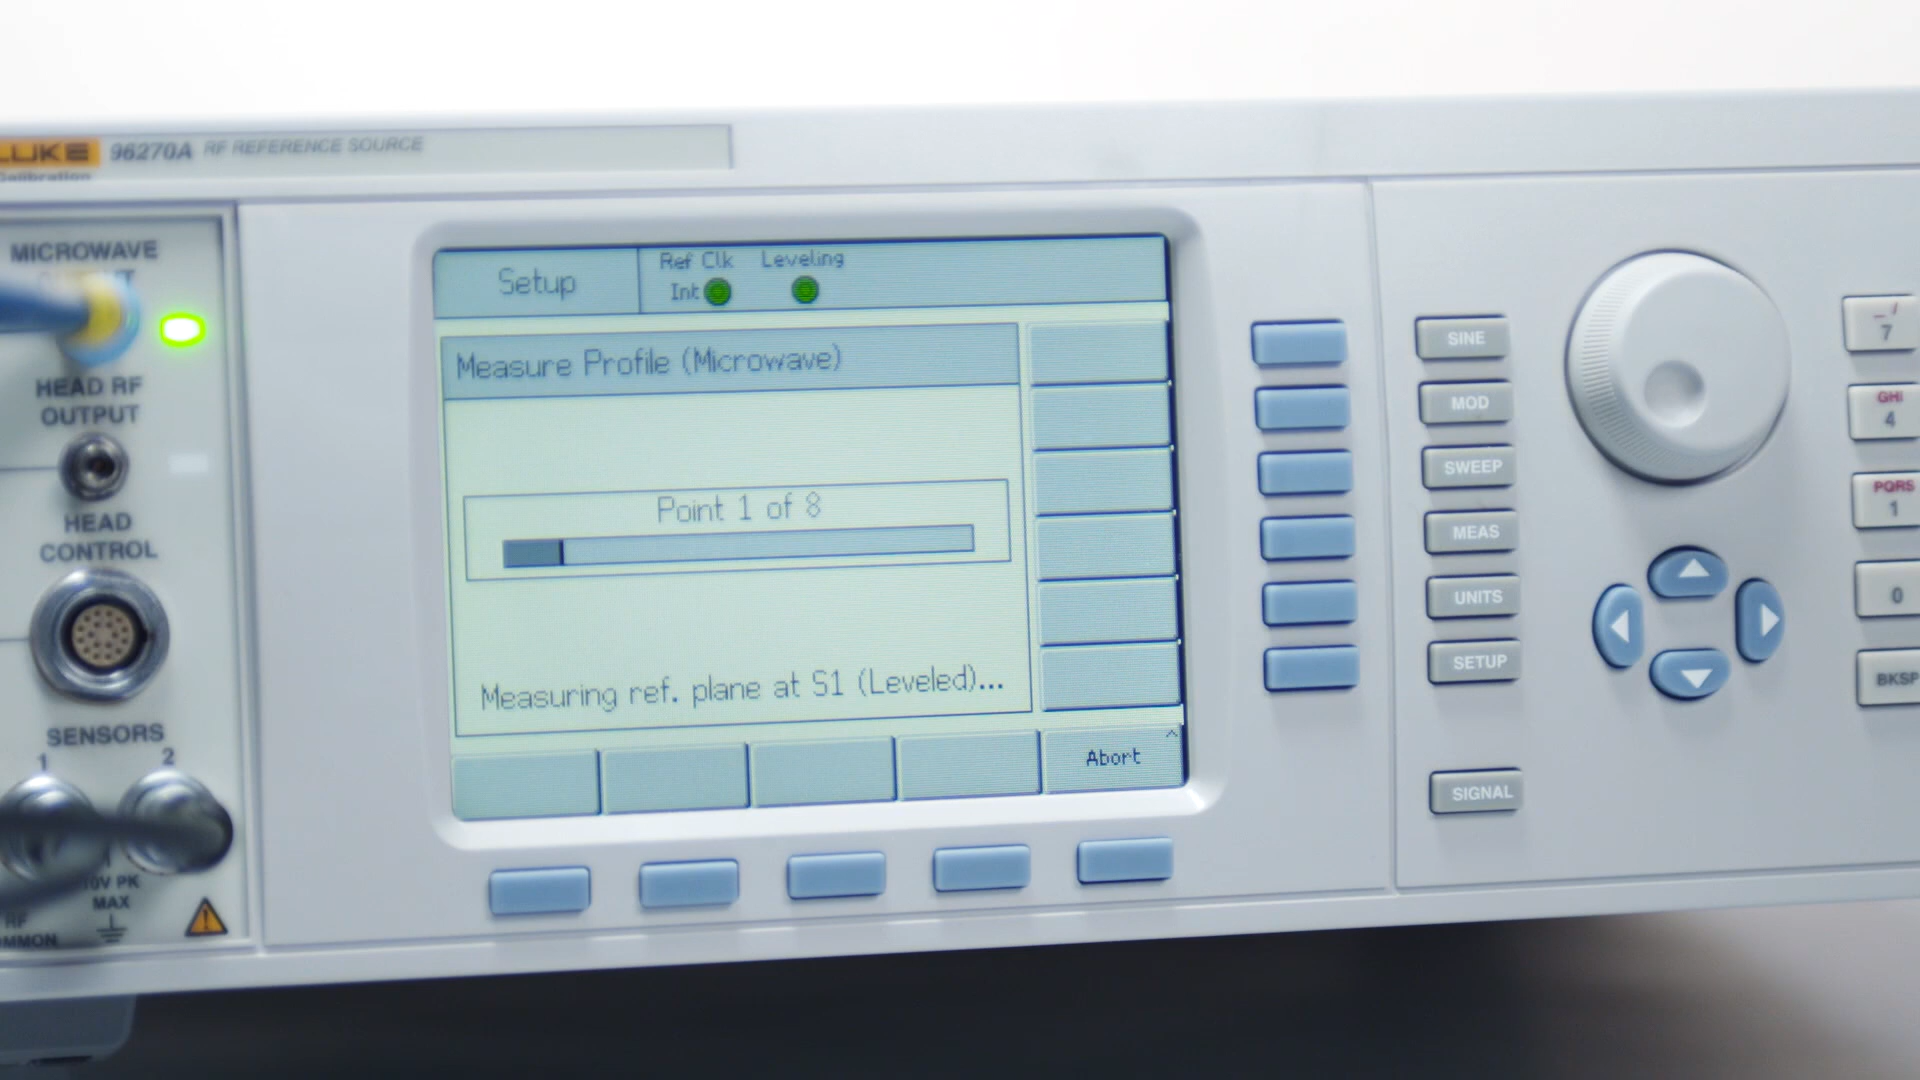 LUKE 96270A RF REFERENCE SOURCE
Calibration
MICROWAVE
HEAD RF
OUTPUT
HEAD
CONTROL
SENSORS
1 2
10V PK
MAX
RF
OMMON
Setup
Ref Clk Leveling
Int
Measure Profile (Microwave)
Point 1 of 8
Measuring ref. plane at S1 (Leveled)...
Abort
SINE
MOD
SWEEP
MEAS
UNITS
SETUP
SIGNAL
_ /
7
GHI
4
PQRS
1
0
BKSP